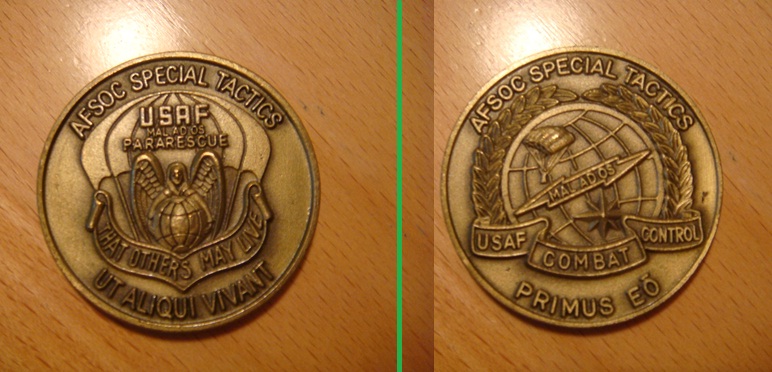 AFSOC SPECIAL TACTICS
USAF
MALADOS
PARARESCUE
THAT OTHERS MAY LIVE
UT ALiQUI VIVANT
AFSOC SPECIAL TACTICS
MALADOS
USAF COMBAT CONTROL
PRIMUS EŌ